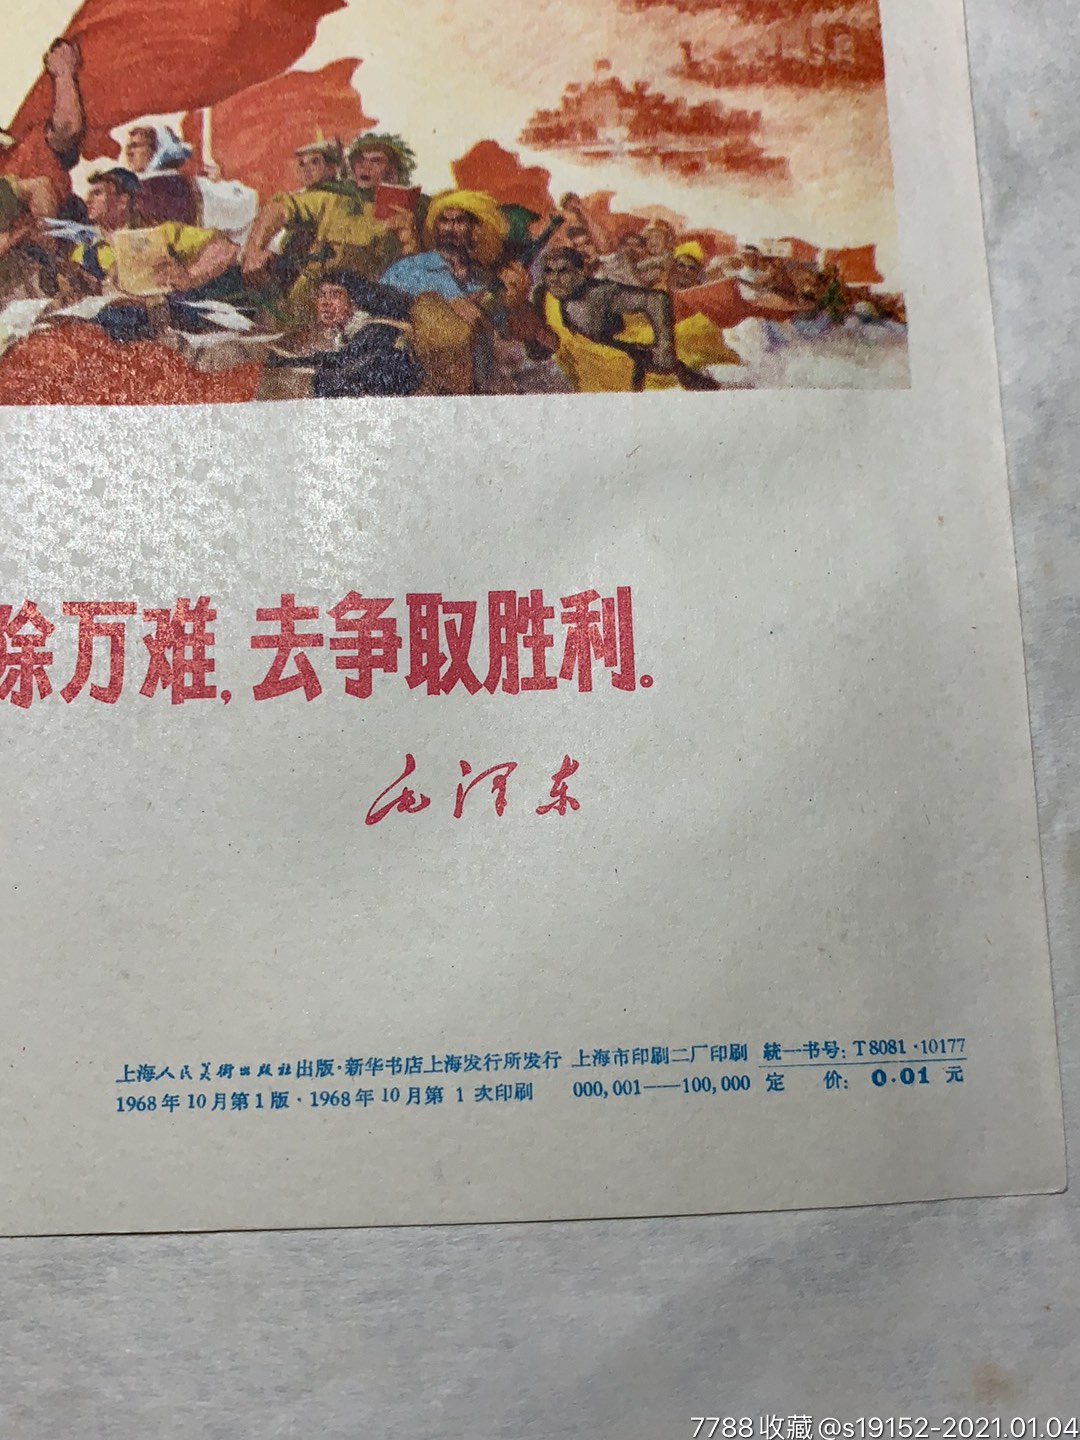 除万难，去争取胜利。
毛泽东
上海人民美術出版社出版·新华书店上海发行所发行 上海市印刷二厂印刷 統一书号：T8081·10177
1968年10月第1版·1968年10月第1次印刷 000,001——100,000 定 价：0.01 元
7788收藏@s19152-2021.01.04